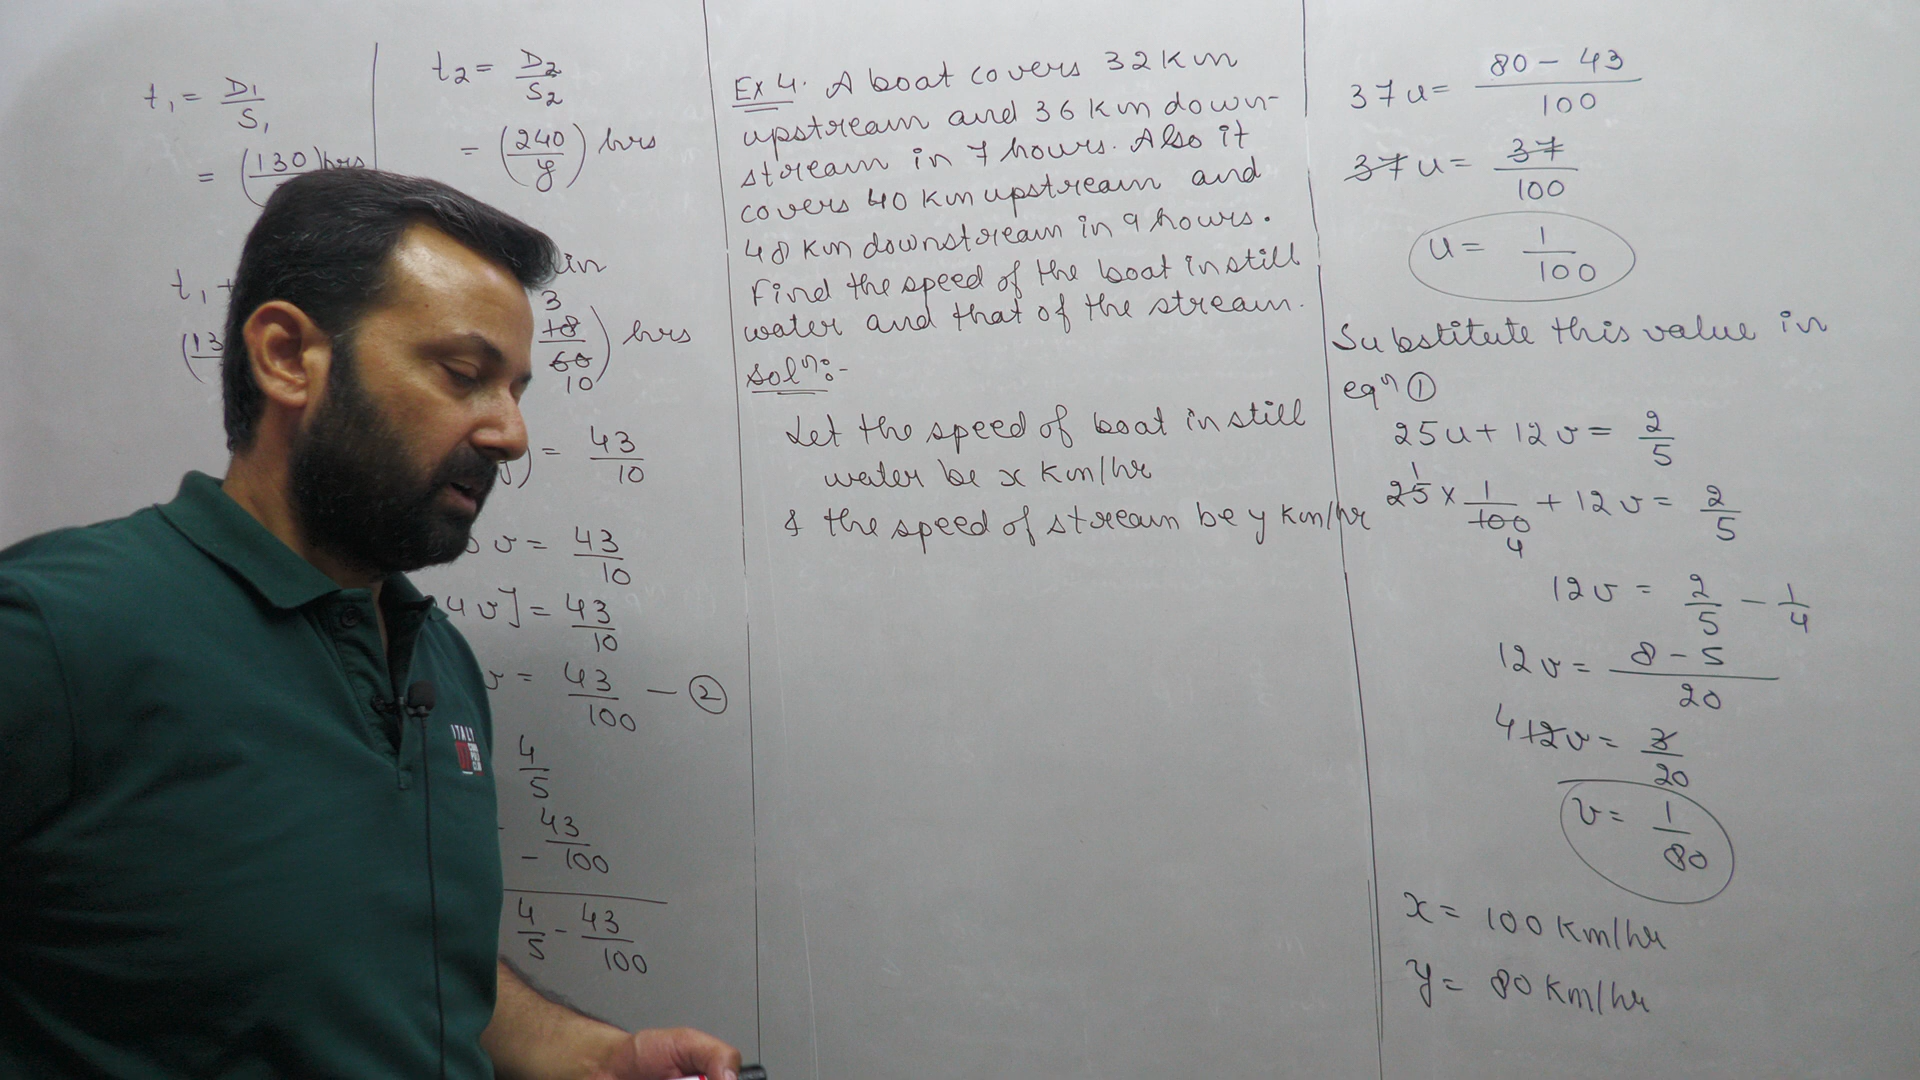 t₁ = D₁/S₁
= (130 hrs
t₁ +
(13
t₂ = D₂/S₂
= (240/y) hrs
in
3
18/60) hrs
10
) = 43/10
v = 43/10
4v] = 43/10
v = 43/100 — ②
4/5
- 43/100
4/5 - 43/100
Ex 4. A boat covers 32 Km
upstream and 36 Km down-
stream in 7 hours. Also it
covers 40 Km upstream and
48 Km downstream in 9 hours.
Find the speed of the boat in still
water and that of the stream.
Solⁿ:-
Let the speed of boat in still
water be x Km/hr
& the speed of stream be y Km/hr
37u = 80 - 43/100
37u = 37/100
u = 1/100
Substitute this value in
eqⁿ ①
25u + 12v = 2/5
1
25 × 1/100 + 12v = 2/5
4
12v = 2/5 - 1/4
12v = 8 - 5/20
4 12v = 3/20
v = 1/80
x = 100 Km/hr
y = 80 Km/hr
ITALY